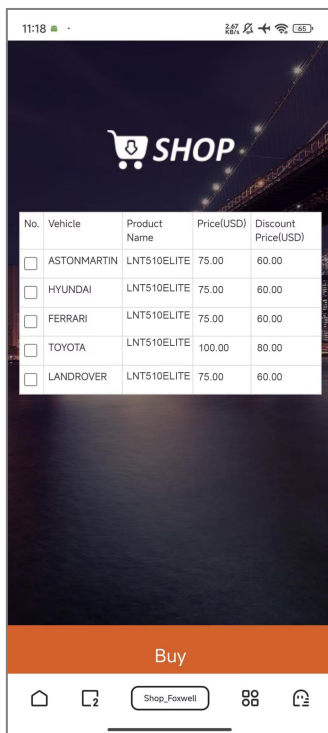 11:18
2.67 KB/s 65
SHOP
No. Vehicle Product Name Price(USD) Discount Price(USD)
ASTONMARTIN LNT510ELITE 75.00 60.00
HYUNDAI LNT510ELITE 75.00 60.00
FERRARI LNT510ELITE 75.00 60.00
TOYOTA LNT510ELITE 100.00 80.00
LANDROVER LNT510ELITE 75.00 60.00
Buy
2 Shop_Foxwell